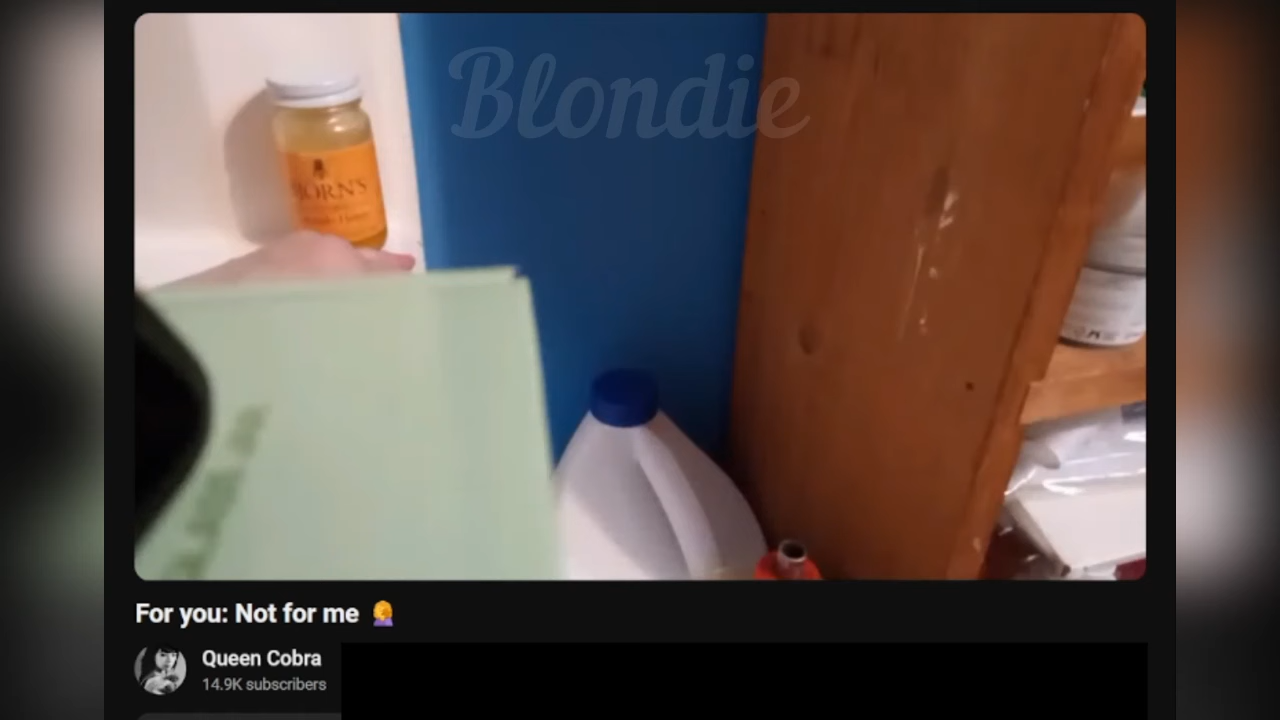 Blondie
For you: Not for me 🤦‍♀️
Queen Cobra
14.9K subscribers